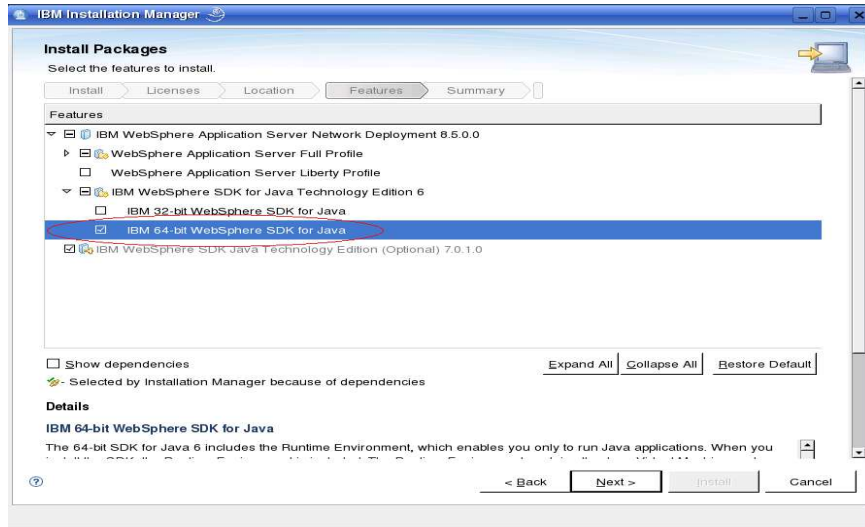 IBM Installation Manager
Install Packages
Select the features to install.
Install Licenses Location Features Summary
Features
IBM WebSphere Application Server Network Deployment 8.5.0.0
WebSphere Application Server Full Profile
WebSphere Application Server Liberty Profile
IBM WebSphere SDK for Java Technology Edition 6
IBM 32-bit WebSphere SDK for Java
IBM 64-bit WebSphere SDK for Java
IBM WebSphere SDK Java Technology Edition (Optional) 7.0.1.0
Show dependencies
Expand All Collapse All Restore Default
- Selected by Installation Manager because of dependencies
Details
IBM 64-bit WebSphere SDK for Java
The 64-bit SDK for Java 6 includes the Runtime Environment, which enables you only to run Java applications. When you
? < Back Next > Install Cancel